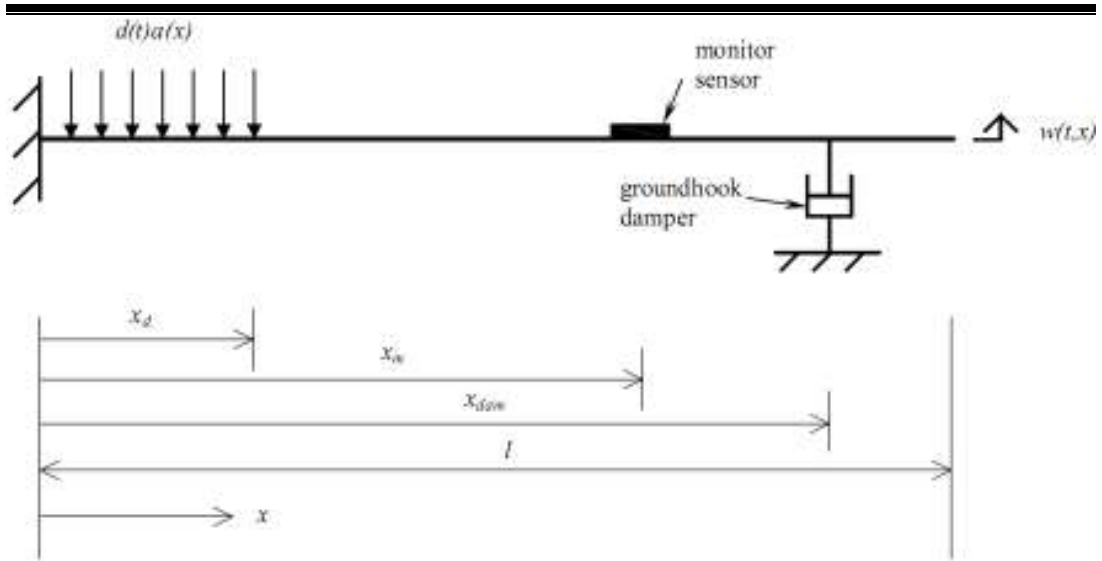 d(t)a(x)
monitor
sensor
w(t,x)
groundhook
damper
x_d
x_m
x_dam
l
x